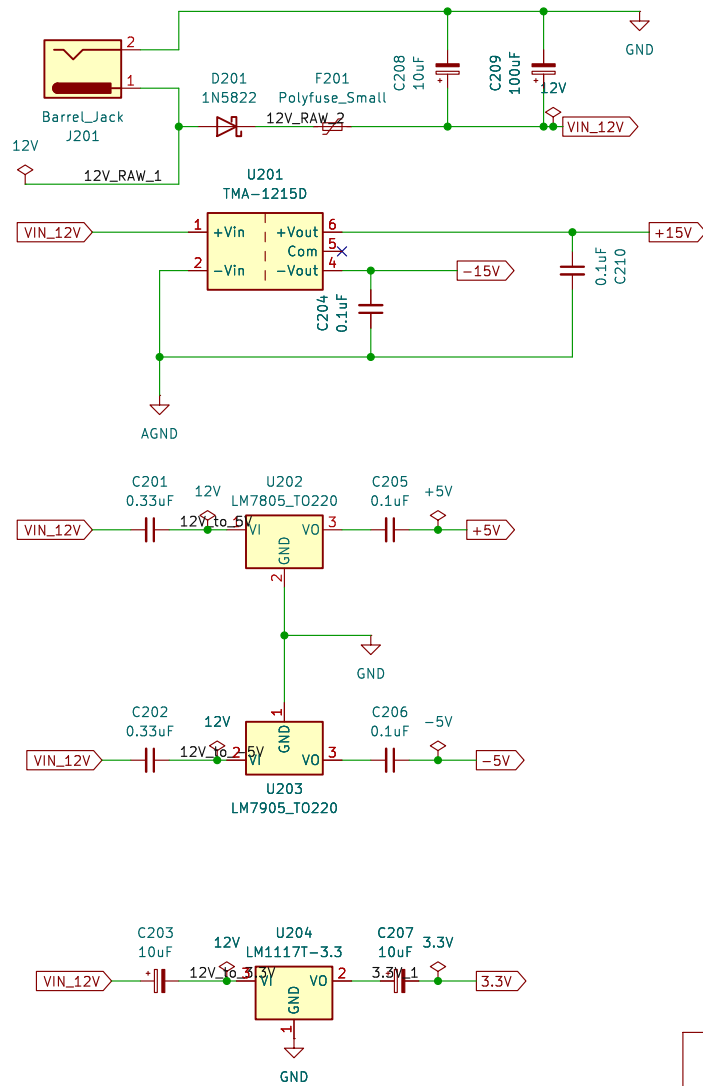 2
1
Barrel_Jack
J201
GND
C208
10uF
C209
100uF
12V
D201
1N5822
F201
Polyfuse_Small
12V_RAW_2
VIN_12V
12V
12V_RAW_1
U201
TMA-1215D
VIN_12V
1
+Vin
+Vout
6
+15V
Com
5
2
-Vin
-Vout
4
-15V
C204
0.1uF
0.1uF
C210
AGND
C201
0.33uF
12V
U202
LM7805_TO220
C205
0.1uF
+5V
VIN_12V
12V_to_5V
1
VI
VO
3
+5V
GND
2
GND
C202
0.33uF
12V
1
GND
C206
0.1uF
-5V
VIN_12V
12V_to_-5V
2
VI
VO
3
-5V
U203
LM7905_TO220
C203
10uF
12V
U204
LM1117T-3.3
C207
10uF
3.3V
VIN_12V
12V_to_3.3V
3
VI
VO
2
3.3V_1
3.3V
GND
1
GND